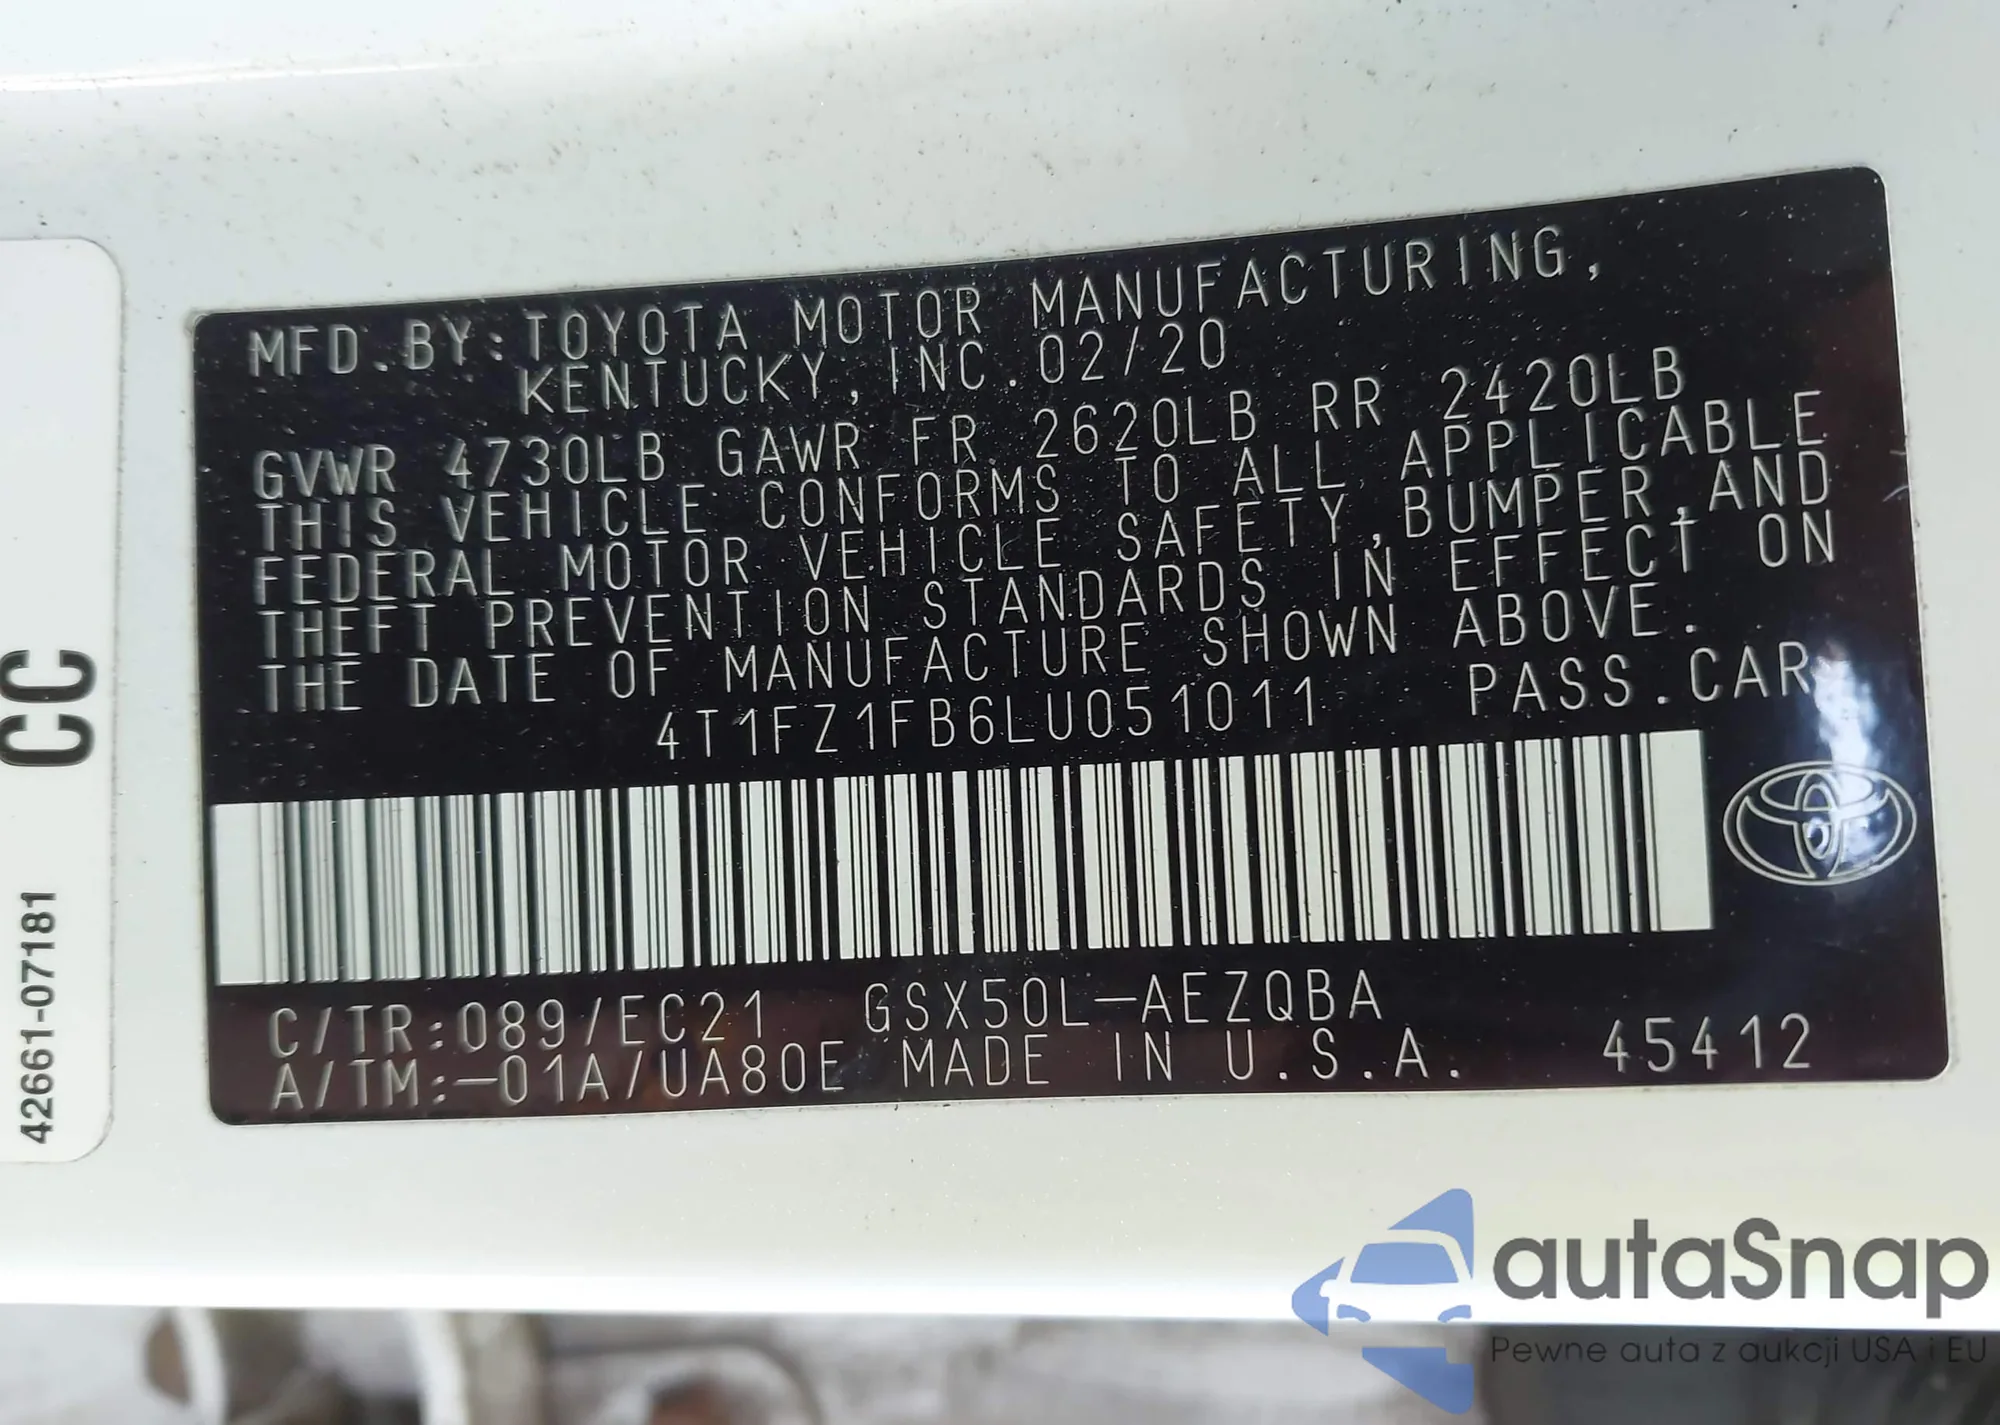 MFD.BY:TOYOTA MOTOR MANUFACTURING,
KENTUCKY, INC.02/20
GVWR 4730LB GAWR FR 2620LB RR 2420LB
THIS VEHICLE CONFORMS TO ALL APPLICABLE
FEDERAL MOTOR VEHICLE SAFETY,BUMPER,AND
THEFT PREVENTION STANDARDS IN EFFECT ON
THE DATE OF MANUFACTURE SHOWN ABOVE.
4T1FZ1FB6LU051011 PASS.CAR
C/TR:089/EC21 GSX50L-AEZQBA
A/TM:-01A/UA80E MADE IN U.S.A. 45412
CC
42661-07181
autaSnap
Pewne auta z aukcji USA i EU